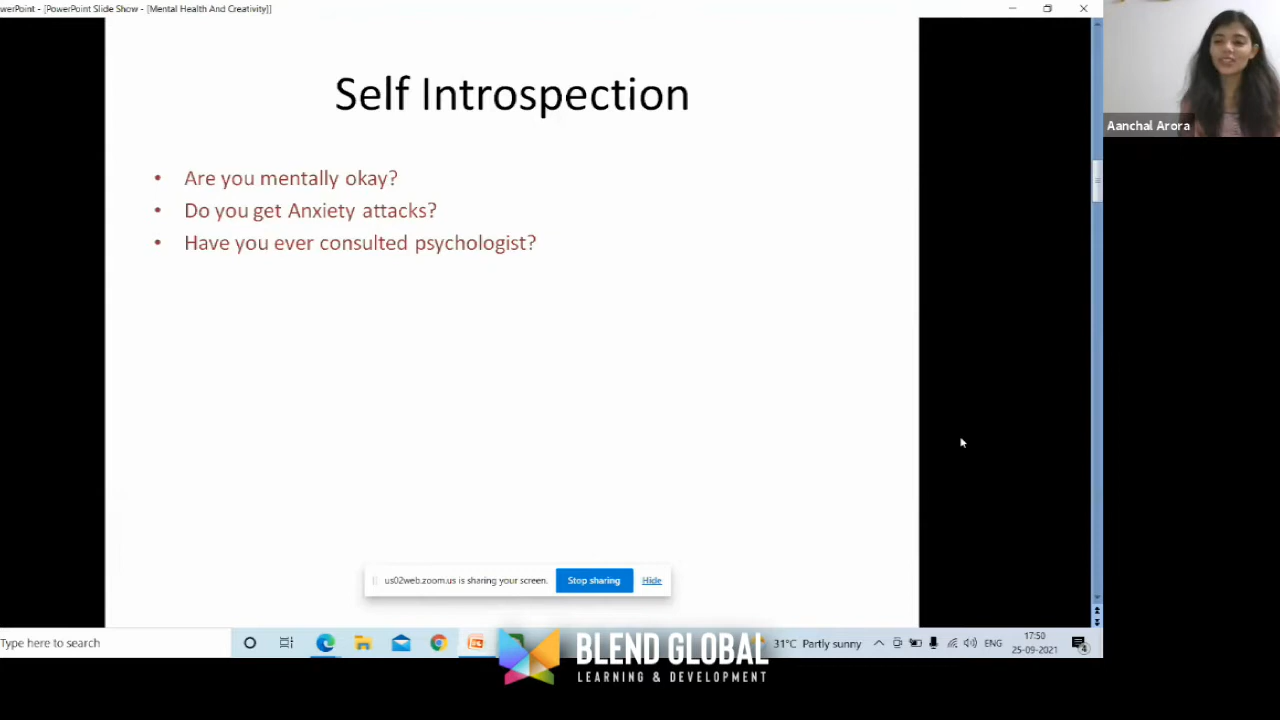 werPoint - [PowerPoint Slide Show - [Mental Health And Creativity]]
Aanchal Arora
Self Introspection
• Are you mentally okay?
• Do you get Anxiety attacks?
• Have you ever consulted psychologist?
us02web.zoom.us is sharing your screen. Stop sharing Hide
Type here to search
31°C Partly sunny
ENG
17:50
25-09-2021
4
BLEND GLOBAL
LEARNING & DEVELOPMENT